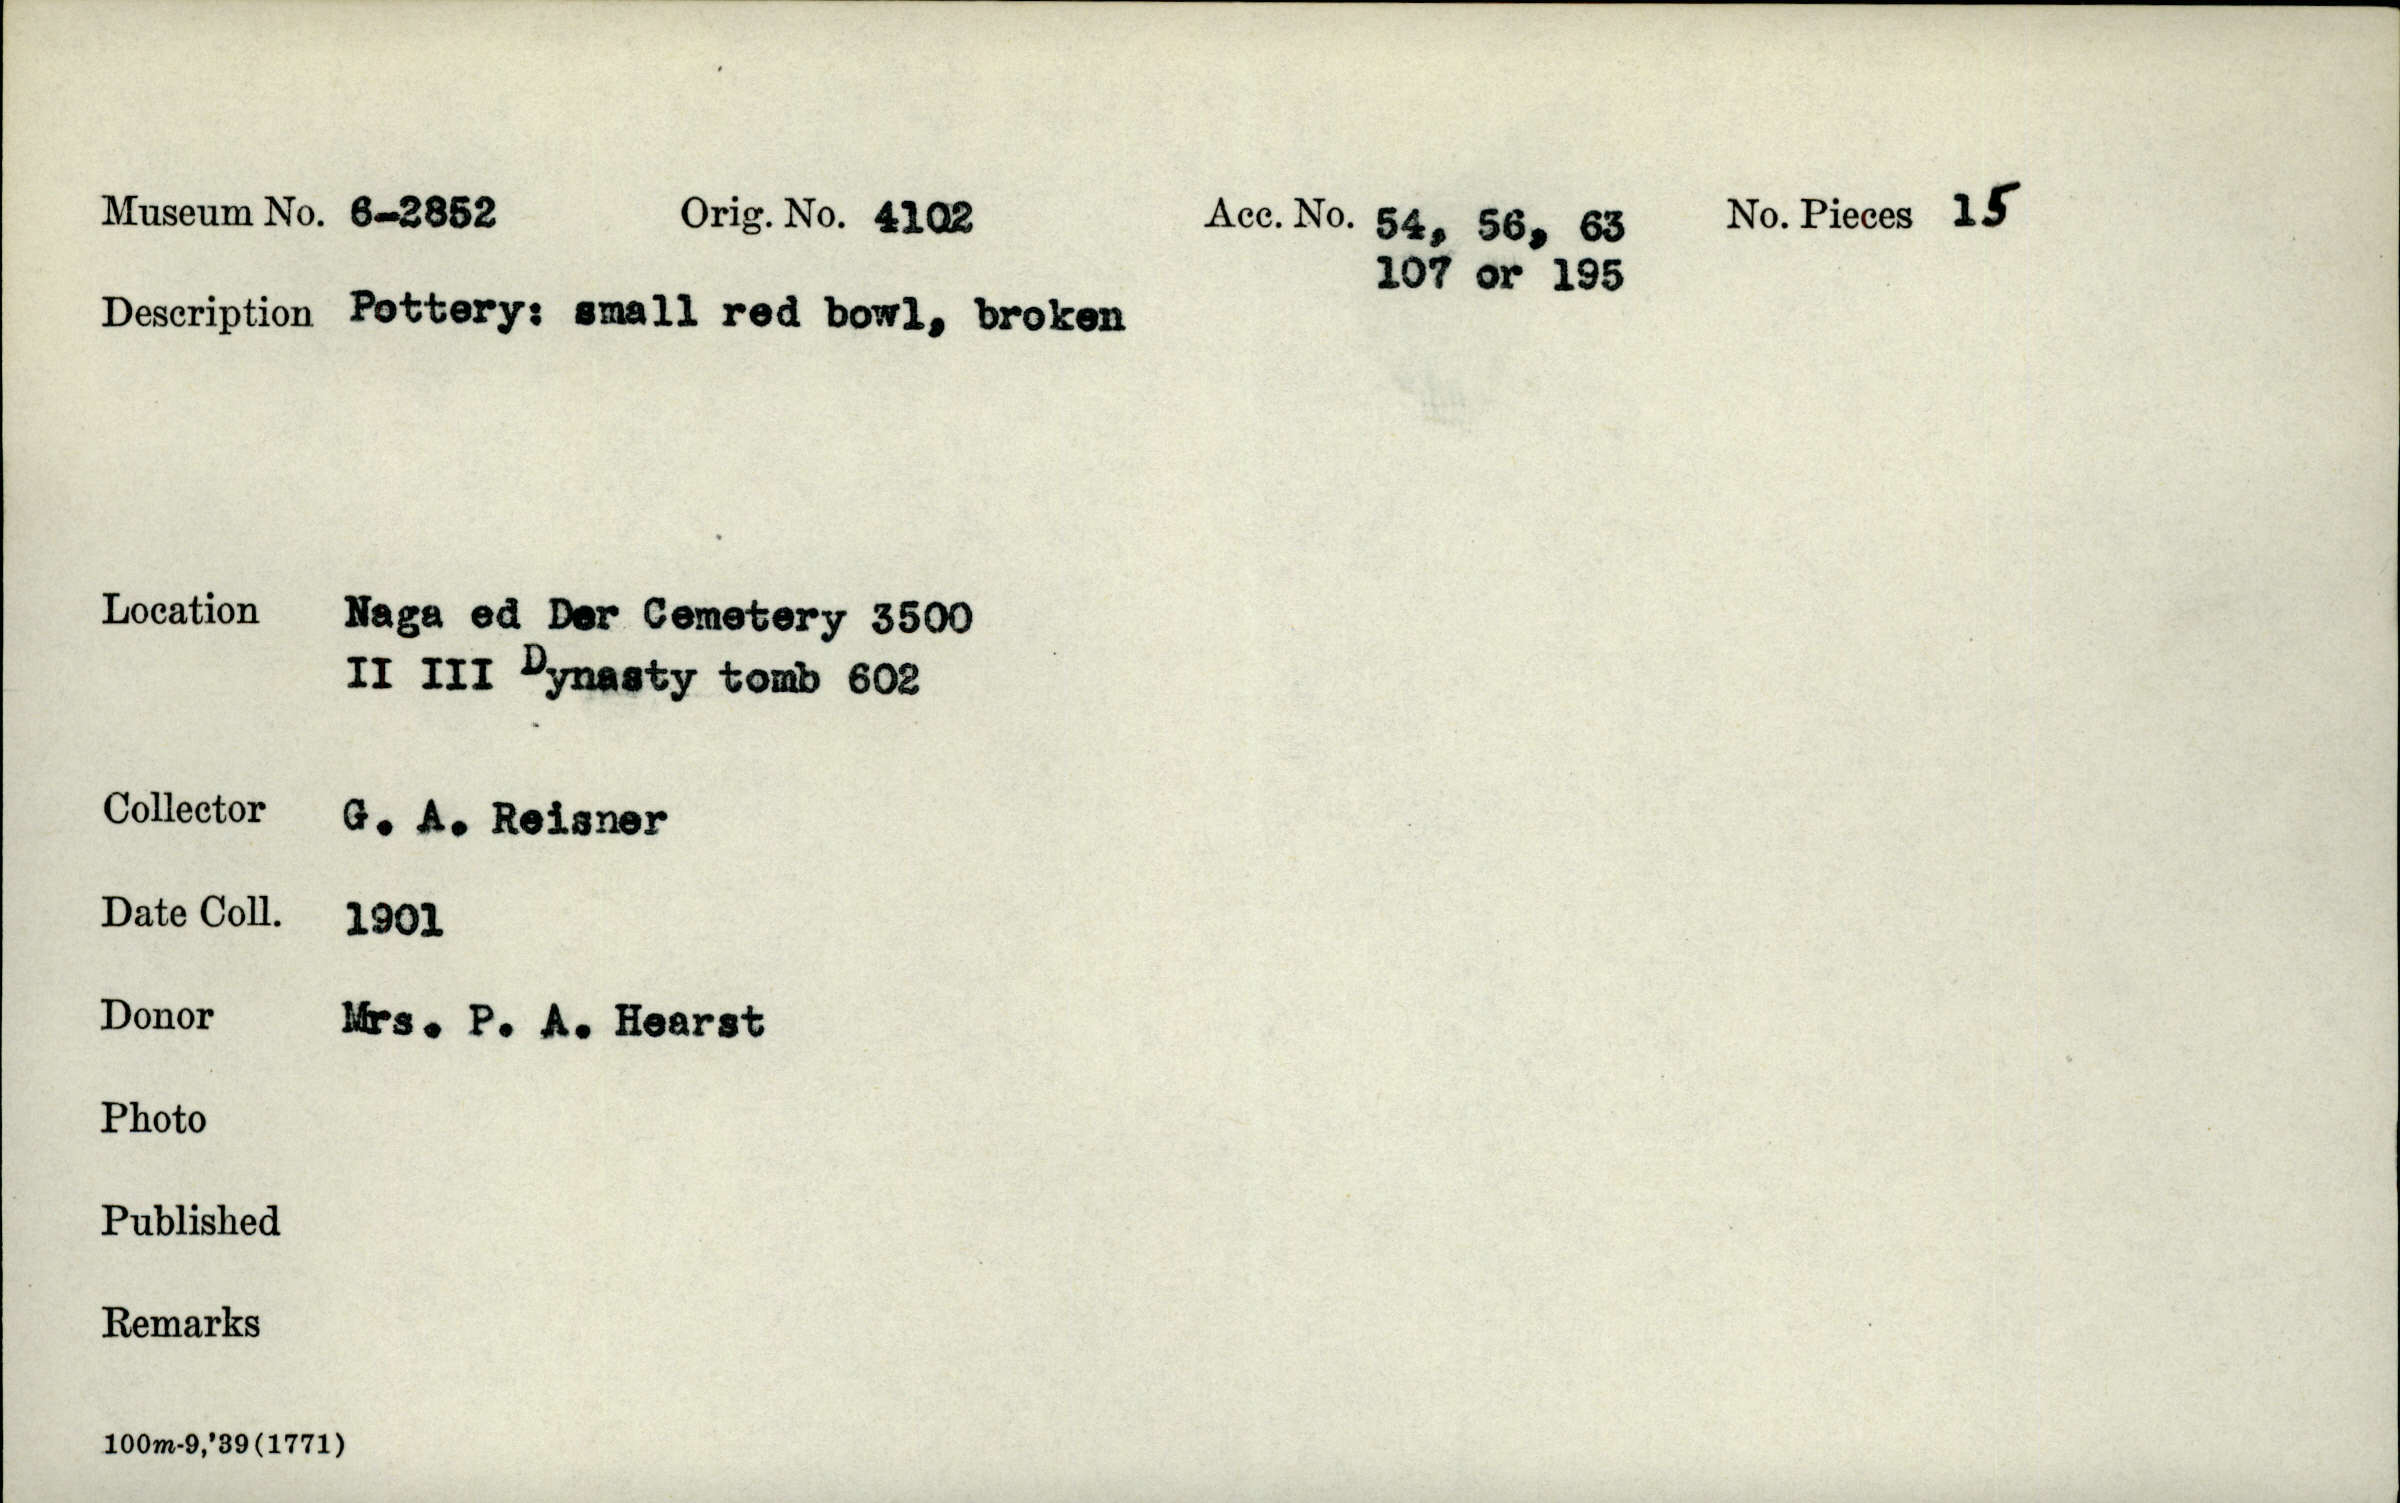 Museum No. 6-2852 Orig. No. 4102 Acc. No. 54, 56, 63 No. Pieces 15
107 or 195
Description Pottery: small red bowl, broken
Location Naga ed Der Cemetery 3500
II III Dynasty tomb 602
Collector G. A. Reisner
Date Coll. 1901
Donor Mrs. P. A. Hearst
Photo
Published
Remarks
100m-9,'39(1771)